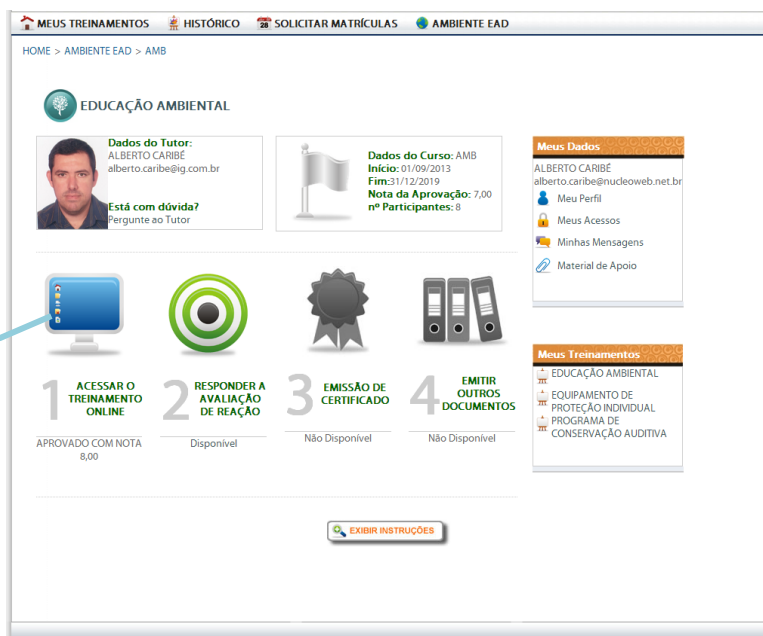 MEUS TREINAMENTOS HISTÓRICO 28 SOLICITAR MATRÍCULAS AMBIENTE EAD
HOME > AMBIENTE EAD > AMB
EDUCAÇÃO AMBIENTAL
Dados do Tutor:
ALBERTO CARIBÉ
alberto.caribe@ig.com.br
Está com dúvida?
Pergunte ao Tutor
Dados do Curso: AMB
Início: 01/09/2013
Fim:31/12/2019
Nota da Aprovação: 7,00
nº Participantes: 8
Meus Dados
ALBERTO CARIBÉ
alberto.caribe@nucleoweb.net.br
Meu Perfil
Meus Acessos
Minhas Mensagens
Material de Apoio
1 ACESSAR O
TREINAMENTO
ONLINE
APROVADO COM NOTA
8,00
2 RESPONDER A
AVALIAÇÃO
DE REAÇÃO
Disponível
3 EMISSÃO DE
CERTIFICADO
Não Disponível
4 EMITIR
OUTROS
DOCUMENTOS
Não Disponível
Meus Treinamentos
EDUCAÇÃO AMBIENTAL
EQUIPAMENTO DE
PROTEÇÃO INDIVIDUAL
PROGRAMA DE
CONSERVAÇÃO AUDITIVA
EXIBIR INSTRUÇÕES